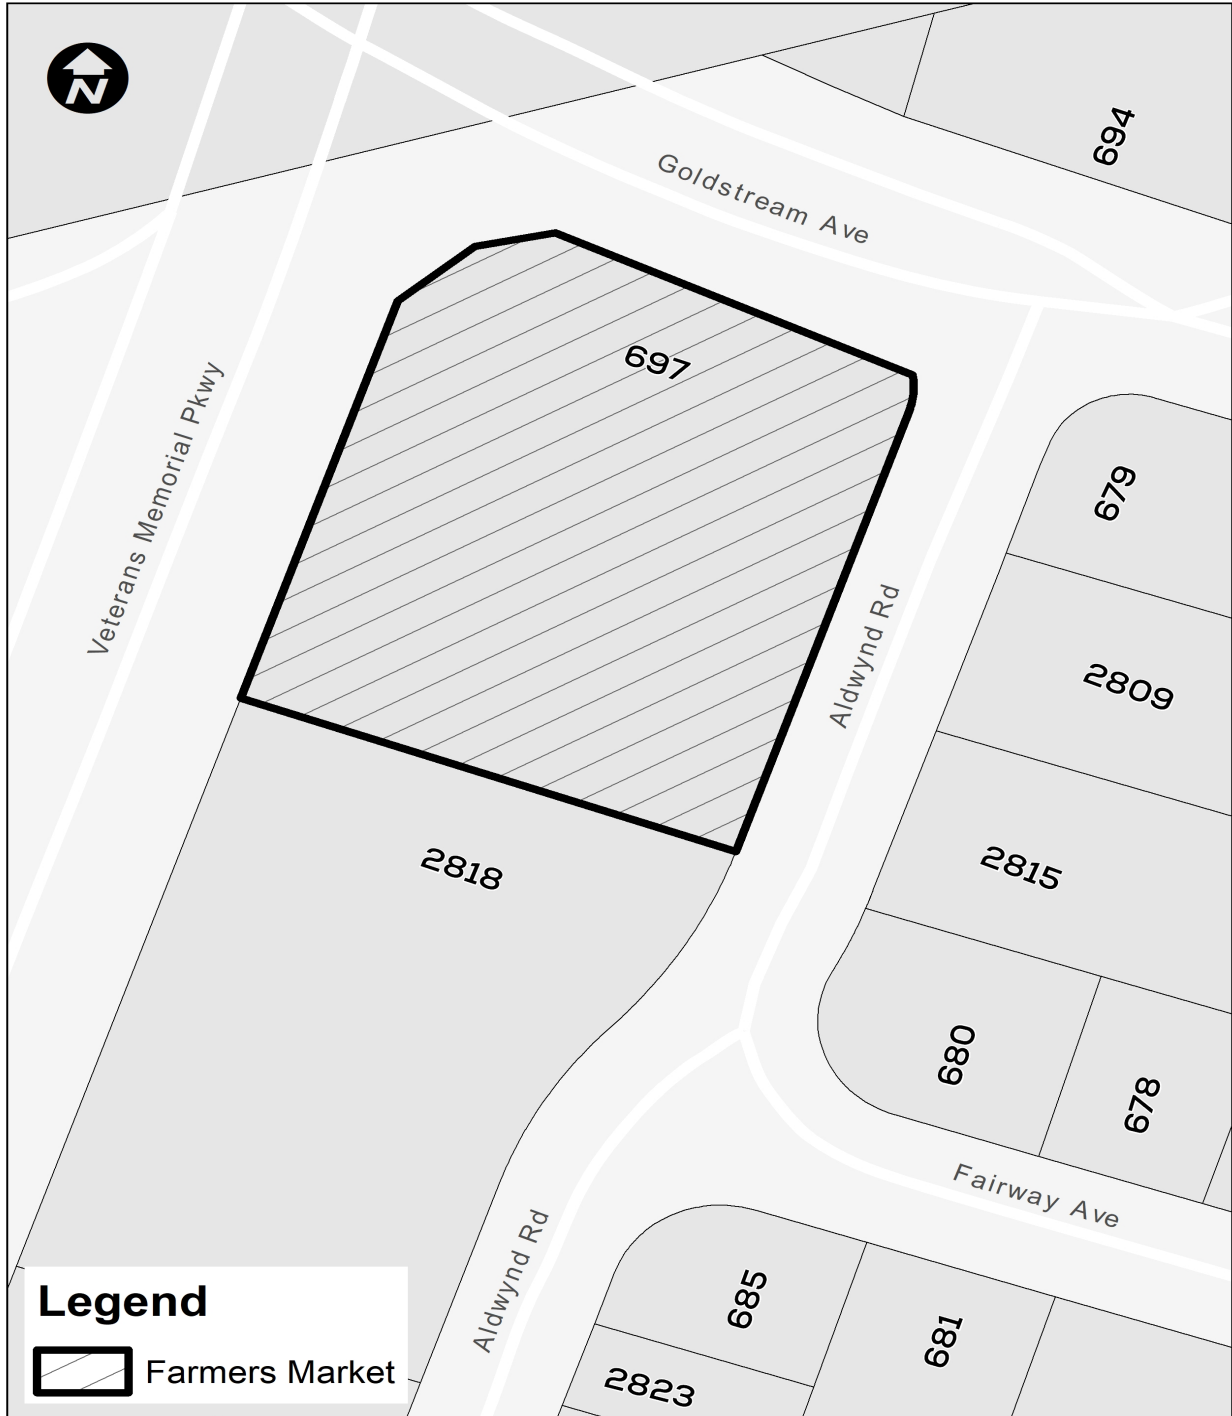 N
694
Goldstream Ave
697
Veterans Memorial Pkwy
679
Aldwynd Rd
2809
2818
2815
680
678
Fairway Ave
Aldwynd Rd
685
681
2823
Legend
Farmers Market